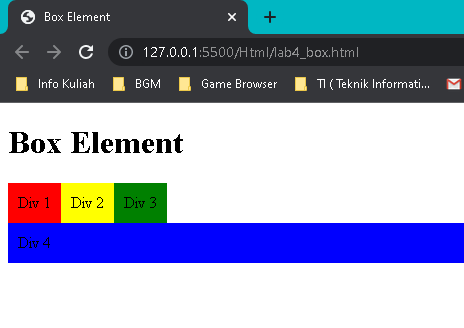 Box Element
127.0.0.1:5500/Html/lab4_box.html
Info Kuliah BGM Game Browser TI ( Teknik Informati...
Box Element
Div 1 Div 2 Div 3
Div 4